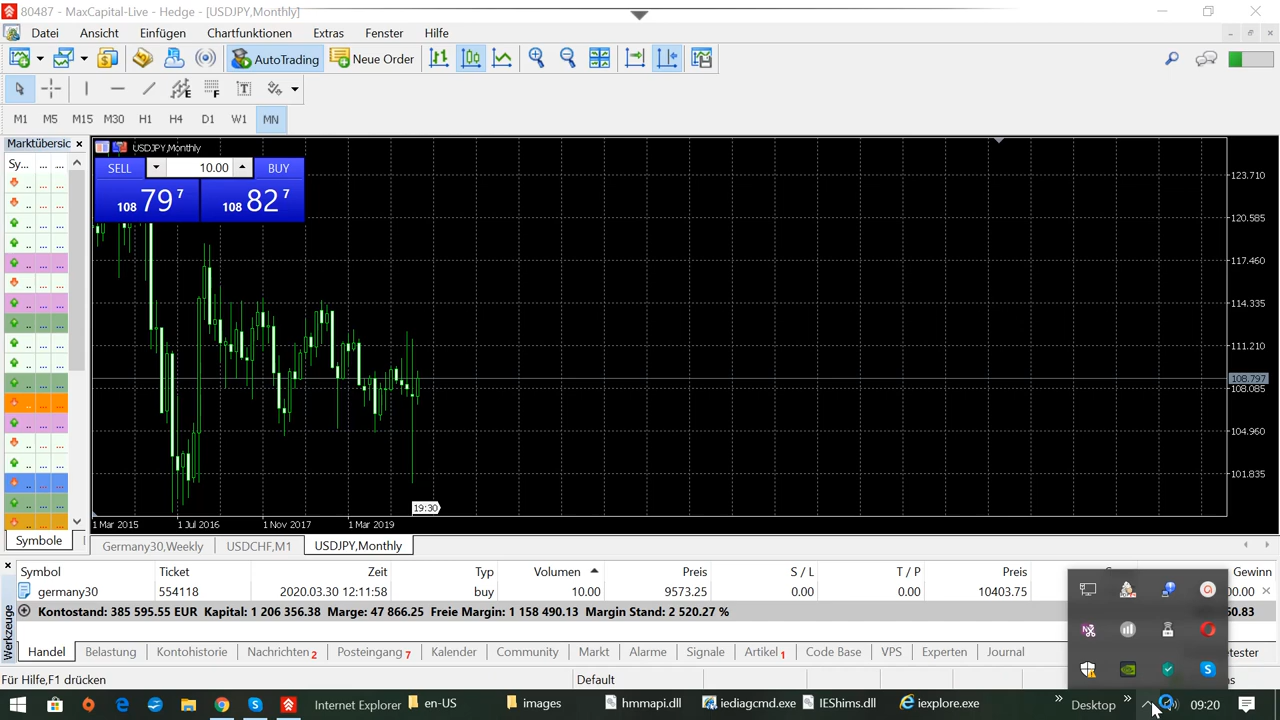 80487 - MaxCapital-Live - Hedge - [USDJPY,Monthly]
Datei Ansicht Einfügen Chartfunktionen Extras Fenster Hilfe
AutoTrading Neue Order
M1 M5 M15 M30 H1 H4 D1 W1 MN
Marktübersic USDJPY,Monthly
Sy... ... ...
SELL 10.00 BUY
108 79 7 108 82 7
123.710
120.585
117.460
114.335
111.210
108.797
108.085
104.960
101.835
19:30
1 Mar 2015 1 Jul 2016 1 Nov 2017 1 Mar 2019
Symbole Germany30,Weekly USDCHF,M1 USDJPY,Monthly
Symbol Ticket Zeit Typ Volumen Preis S / L T / P Preis Gewinn
germany30 554118 2020.03.30 12:11:58 buy 10.00 9573.25 0.00 0.00 10403.75
Kontostand: 385 595.55 EUR Kapital: 1 206 356.38 Marge: 47 866.25 Freie Margin: 1 158 490.13 Margin Stand: 2 520.27 %
Werkzeuge
Handel Belastung Kontohistorie Nachrichten 2 Posteingang 7 Kalender Community Markt Alarme Signale Artikel 1 Code Base VPS Experten Journal
Für Hilfe,F1 drücken Default
Internet Explorer en-US images hmmapi.dll iediagcmd.exe IEShims.dll iexplore.exe Desktop 09:20